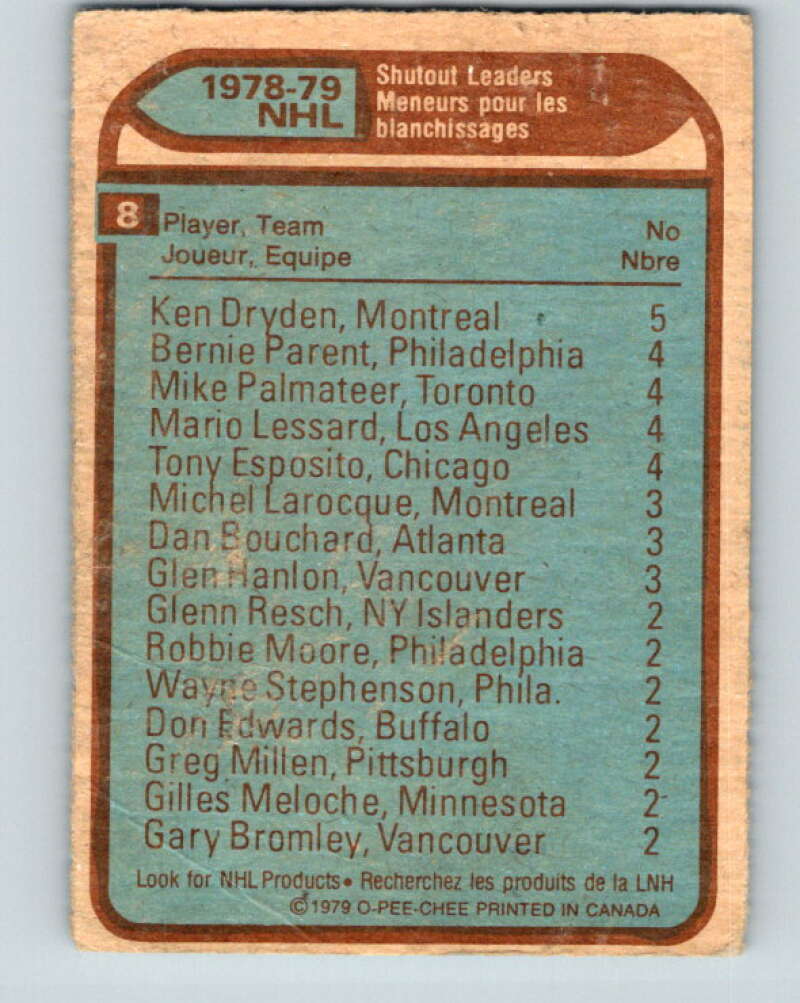 1978-79
NHL
Shutout Leaders
Meneurs pour les
blanchissages
8
Player, Team No
Joueur, Equipe Nbre
Ken Dryden, Montreal 5
Bernie Parent, Philadelphia 4
Mike Palmateer, Toronto 4
Mario Lessard, Los Angeles 4
Tony Esposito, Chicago 4
Michel Larocque, Montreal 3
Dan Bouchard, Atlanta 3
Glen Hanlon, Vancouver 3
Glenn Resch, NY Islanders 2
Robbie Moore, Philadelphia 2
Wayne Stephenson, Phila. 2
Don Edwards, Buffalo 2
Greg Millen, Pittsburgh 2
Gilles Meloche, Minnesota 2
Gary Bromley, Vancouver 2
Look for NHL Products• Recherchez les produits de la LNH
©1979 O-PEE-CHEE PRINTED IN CANADA